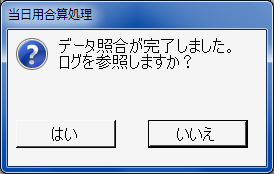 当日用合算処理
データ照合が完了しました。
ログを参照しますか？
はい
いいえ